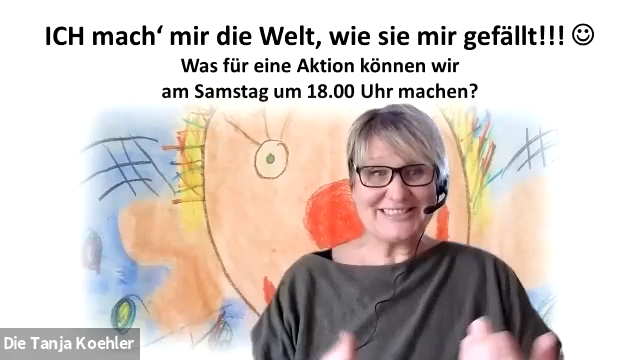 ICH mach‘ mir die Welt, wie sie mir gefällt!!! ☺
Was für eine Aktion können wir
am Samstag um 18.00 Uhr machen?
Die Tanja Koehler